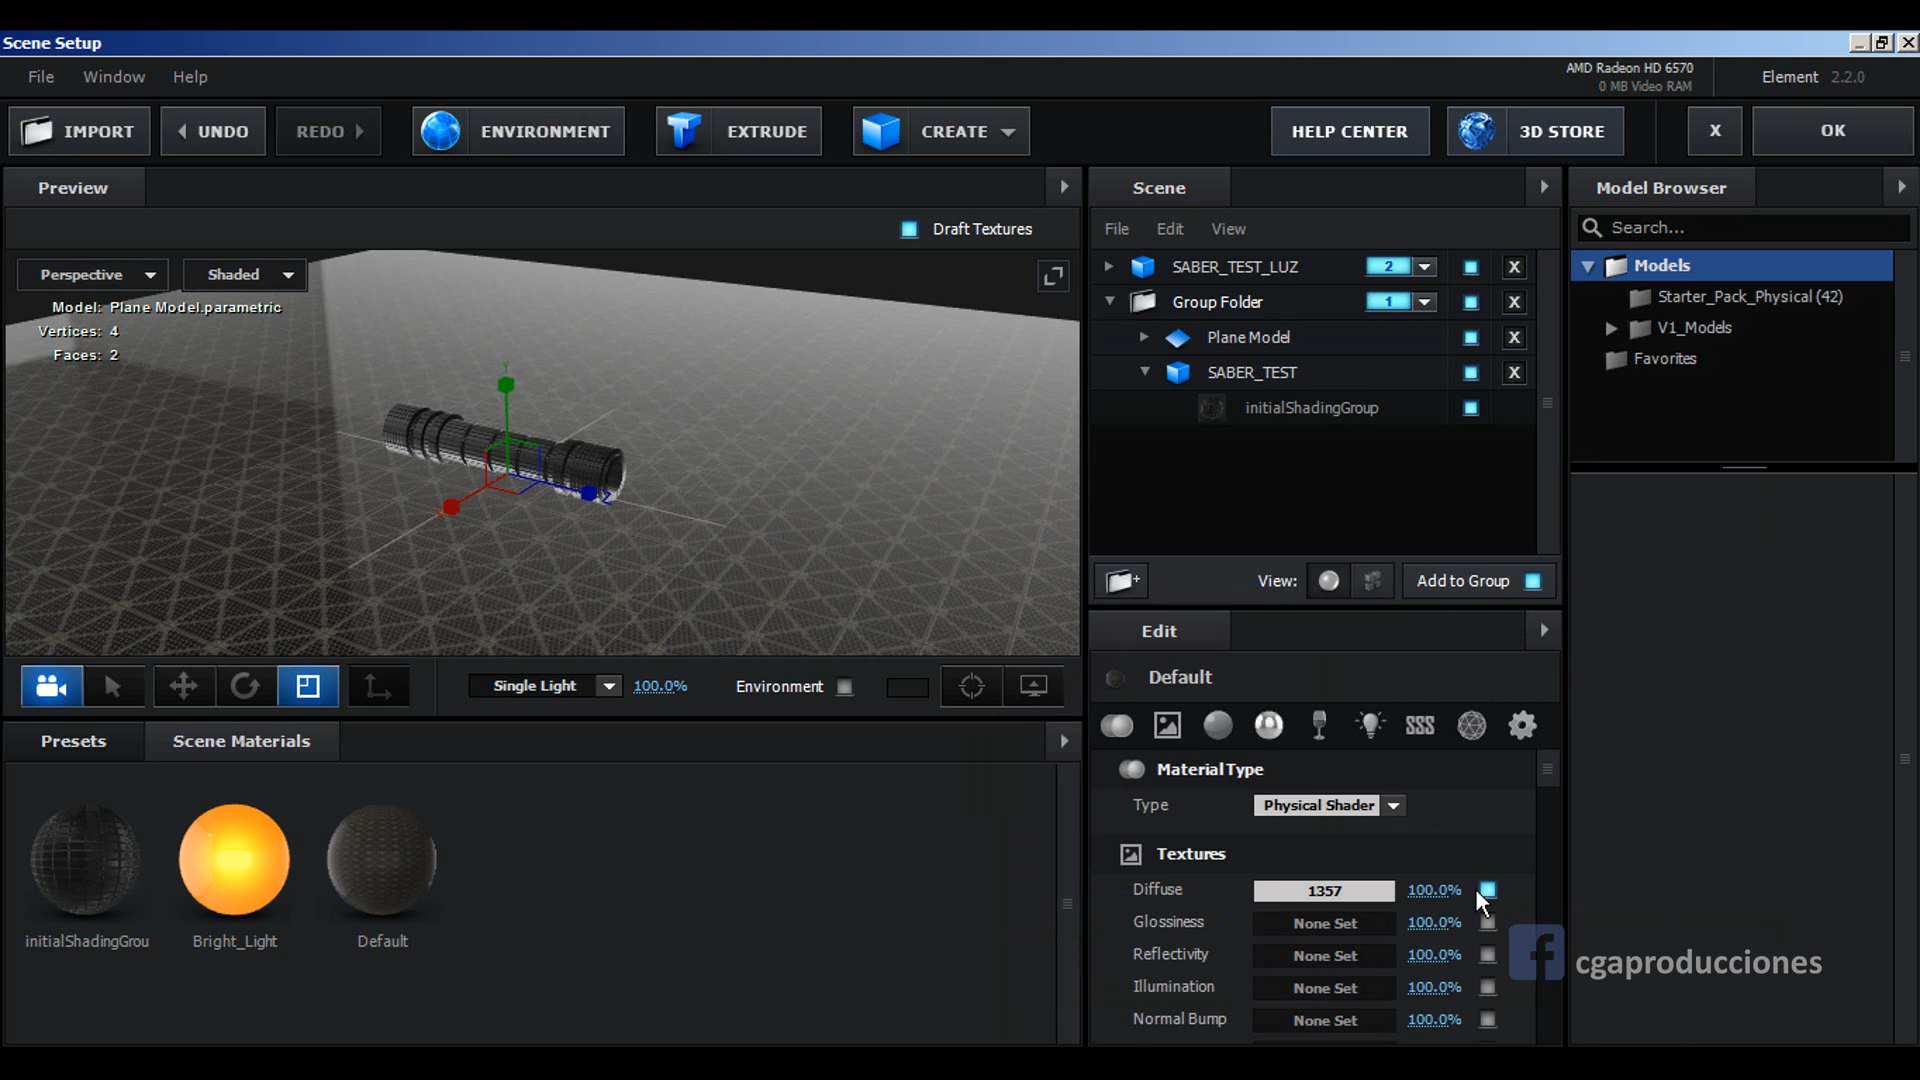 Scene Setup
File Window Help
AMD Radeon HD 6570
0 MB Video RAM
Element 2.2.0
IMPORT UNDO REDO ENVIRONMENT EXTRUDE CREATE HELP CENTER 3D STORE X OK
Preview
Draft Textures
Perspective Shaded
Model: Plane Model.parametric
Vertices: 4
Faces: 2
Y
Z
Single Light 100.0% Environment
Presets Scene Materials
initialShadingGrou Bright_Light Default
Scene
File Edit View
SABER_TEST_LUZ 2 X
Group Folder 1 X
Plane Model X
SABER_TEST X
initialShadingGroup
View: Add to Group
Edit
Default
SSS
Material Type
Type Physical Shader
Textures
Diffuse 1357 100.0%
Glossiness None Set 100.0%
Reflectivity None Set 100.0%
Illumination None Set 100.0%
Normal Bump None Set 100.0%
Model Browser
Search...
Models
Starter_Pack_Physical (42)
V1_Models
Favorites
f cgaproducciones